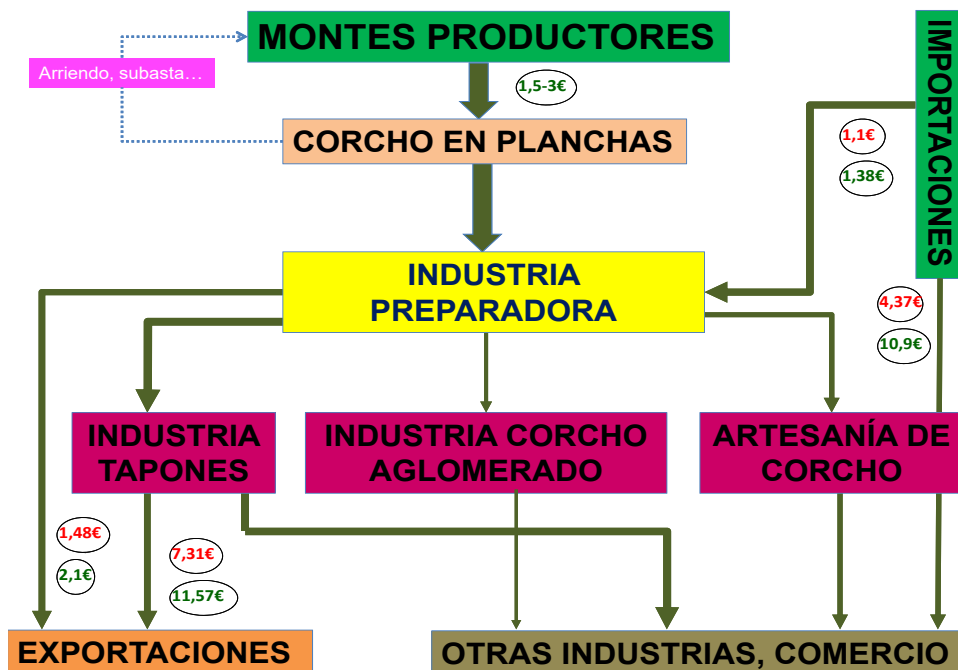 MONTES PRODUCTORES
IMPORTACIONES
Arriendo, subasta…
1,5-3€
CORCHO EN PLANCHAS
1,1€
1,38€
INDUSTRIA
PREPARADORA
4,37€
10,9€
INDUSTRIA
TAPONES
INDUSTRIA CORCHO
AGLOMERADO
ARTESANÍA DE
CORCHO
1,48€
2,1€
7,31€
11,57€
EXPORTACIONES
OTRAS INDUSTRIAS, COMERCIO